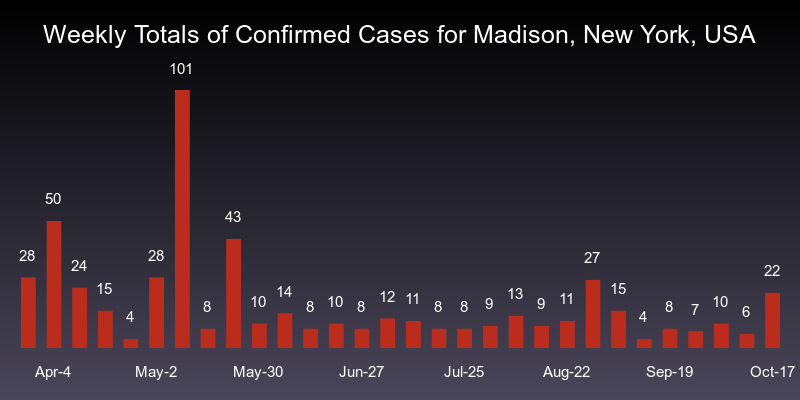 Weekly Totals of Confirmed Cases for Madison, New York, USA
28 50 24 15 4 28 101 8 43 10 14 8 10 8 12 11 8 8 9 13 9 11 27 15 4 8 7 10 6 22
Apr-4 May-2 May-30 Jun-27 Jul-25 Aug-22 Sep-19 Oct-17